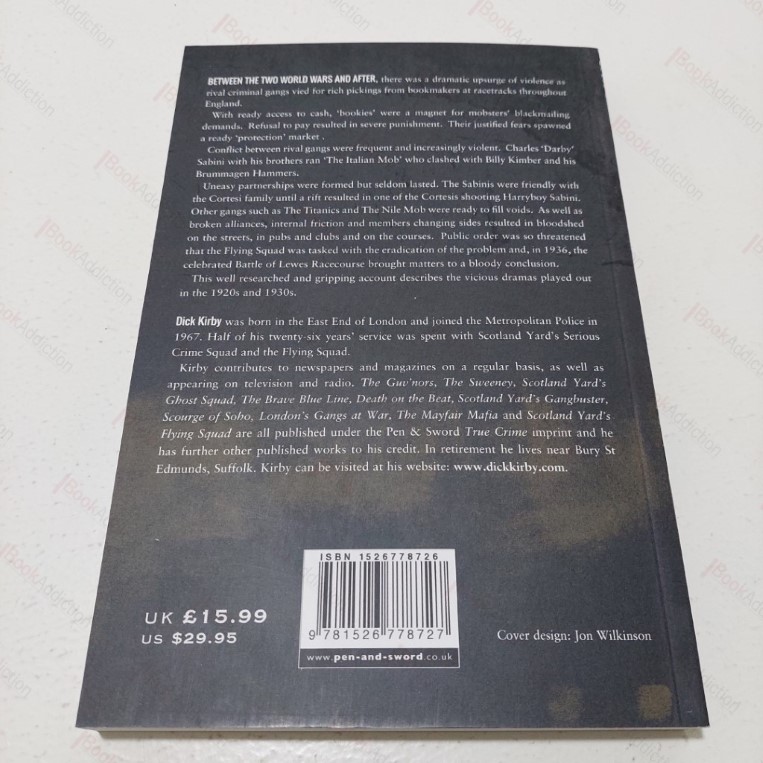 BETWEEN THE TWO WORLD WARS AND AFTER, there was a dramatic upsurge of violence as
rival criminal gangs vied for rich pickings from bookmakers at racetracks throughout
England.
With ready access to cash, 'bookies' were a magnet for mobsters' blackmailing
demands. Refusal to pay resulted in severe punishment. Their justified fears spawned
a ready 'protection' market .
Conflict between rival gangs were frequent and increasingly violent. Charles 'Darby'
Sabini with his brothers ran 'The Italian Mob' who clashed with Billy Kimber and his
Brummagen Hammers.
Uneasy partnerships were formed but seldom lasted. The Sabinis were friendly with
the Cortesi family until a rift resulted in one of the Cortesis shooting Harryboy Sabini.
Other gangs such as The Titanics and The Nile Mob were ready to fill voids. As well as
broken alliances, internal friction and members changing sides resulted in bloodshed
on the streets, in pubs and clubs and on the courses. Public order was so threatened
that the Flying Squad was tasked with the eradication of the problem and, in 1936, the
celebrated Battle of Lewes Racecourse brought matters to a bloody conclusion.
This well researched and gripping account describes the vicious dramas played out
in the 1920s and 1930s.
Dick Kirby was born in the East End of London and joined the Metropolitan Police in
1967. Half of his twenty-six years' service was spent with Scotland Yard's Serious
Crime Squad and the Flying Squad.
Kirby contributes to newspapers and magazines on a regular basis, as well as
appearing on television and radio. The Guv'nors, The Sweeney, Scotland Yard's
Ghost Squad, The Brave Blue Line, Death on the Beat, Scotland Yard's Gangbuster,
Scourge of Soho, London's Gangs at War, The Mayfair Mafia and Scotland Yard's
Flying Squad are all published under the Pen & Sword True Crime imprint and he
has further other published works to his credit. In retirement he lives near Bury St
Edmunds, Suffolk. Kirby can be visited at his website: www.dickkirby.com.
ISBN 1526778726
9 781526 778727
www.pen-and-sword.co.uk
UK £15.99
US $29.95
Cover design: Jon Wilkinson
BookAddiction